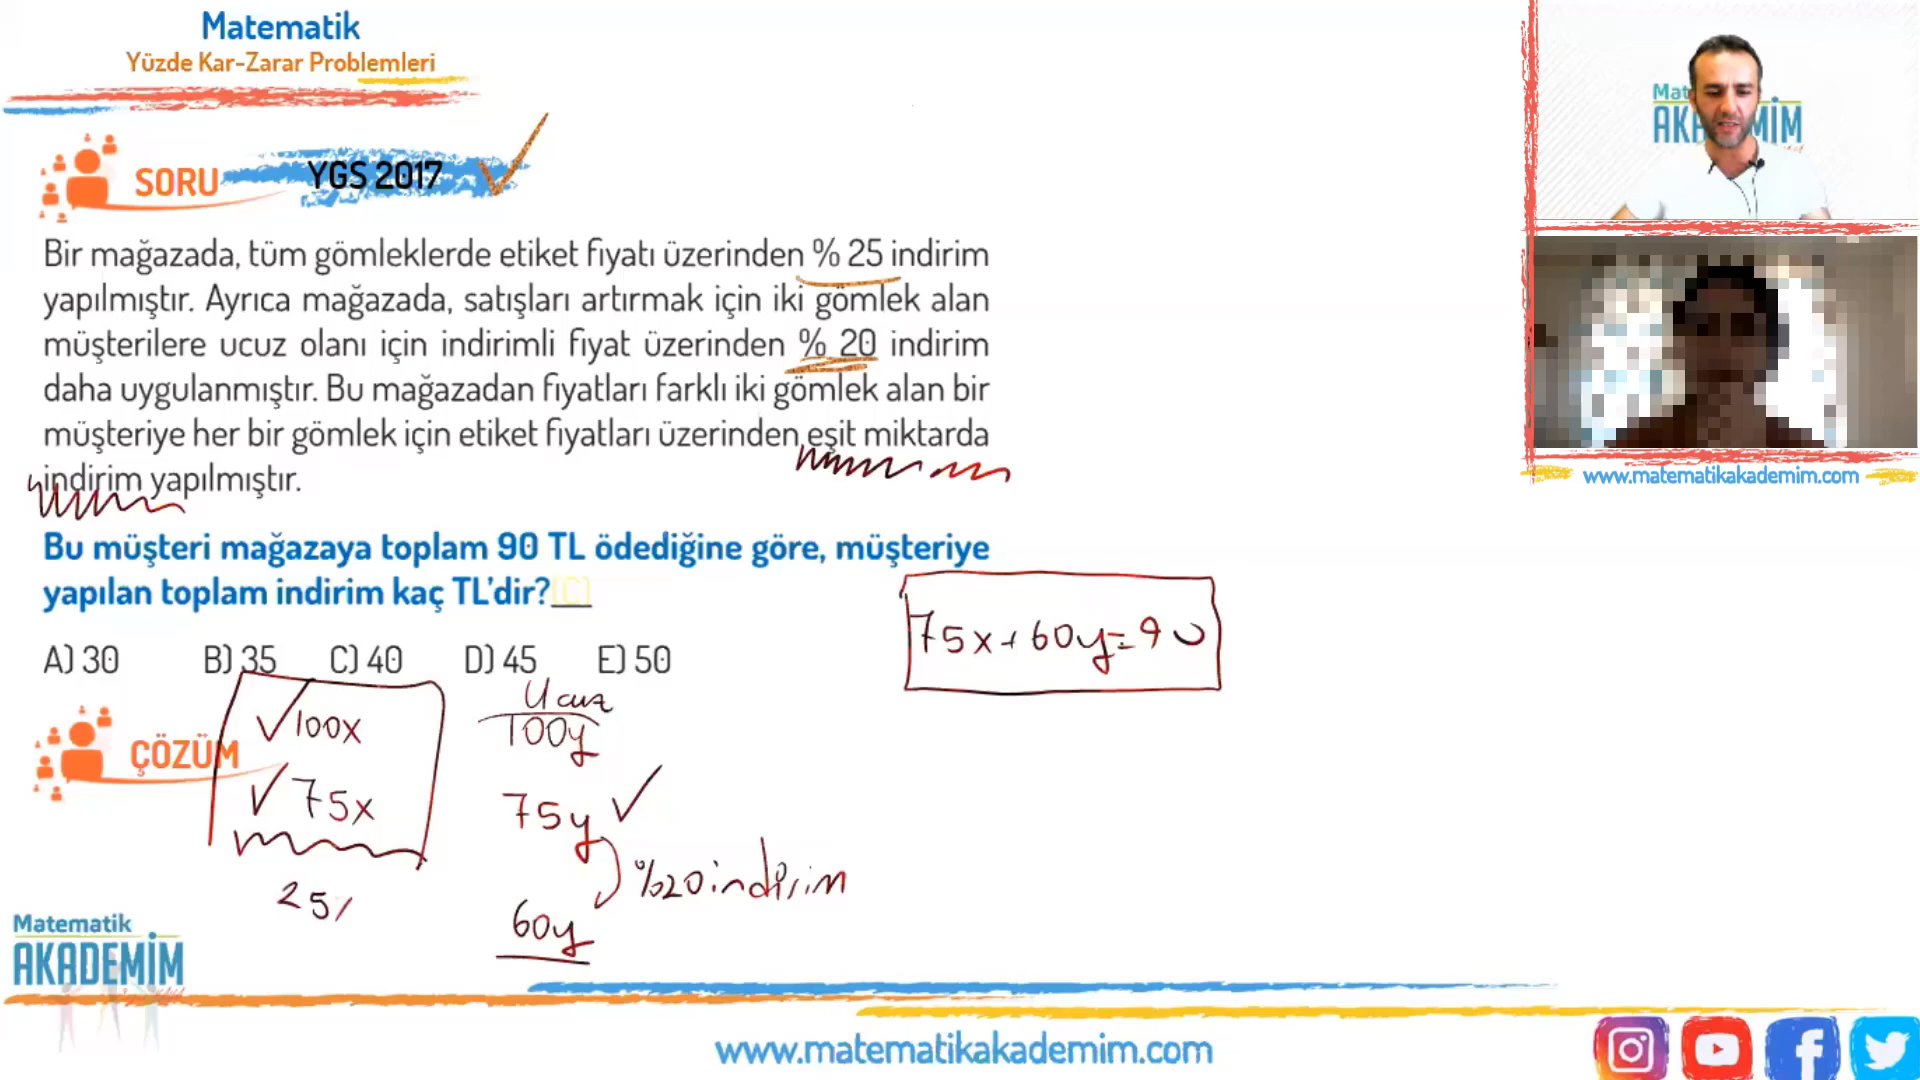 Matematik
Yüzde Kar-Zarar Problemleri
SORU
YGS 2017
Bir mağazada, tüm gömleklerde etiket fiyatı üzerinden % 25 indirim
yapılmıştır. Ayrıca mağazada, satışları artırmak için iki gömlek alan
müşterilere ucuz olanı için indirimli fiyat üzerinden % 20 indirim
daha uygulanmıştır. Bu mağazadan fiyatları farklı iki gömlek alan bir
müşteriye her bir gömlek için etiket fiyatları üzerinden eşit miktarda
indirim yapılmıştır.
Bu müşteri mağazaya toplam 90 TL ödediğine göre, müşteriye
yapılan toplam indirim kaç TL'dir? (C)
A) 30 B) 35 C) 40 D) 45 E) 50
75x+60y=90
ÇÖZÜM
100x
75x
25
Ucuz
100y
75y
%20 indirim
60y
Matematik
AKADEMİM
www.matematikakademim.com
www.matematikakademim.com